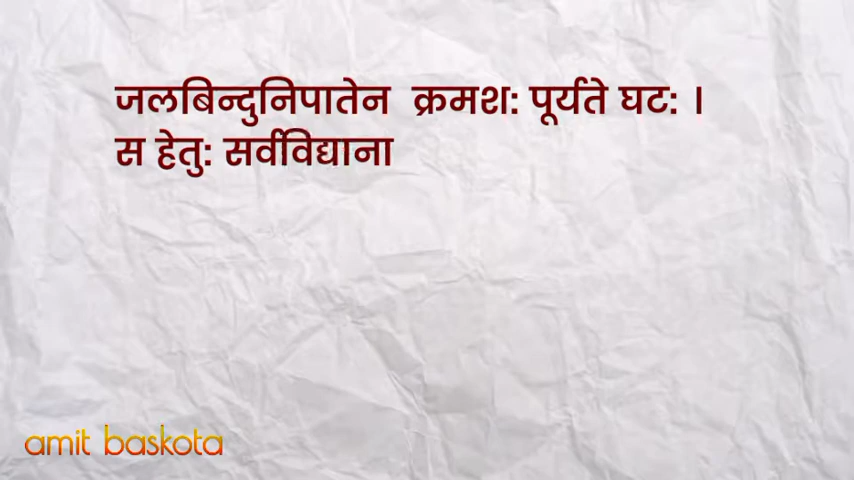 जलबिन्दुनिपातेन क्रमश: पूर्यते घट: ।
स हेतु: सर्वविद्याना
amit baskota